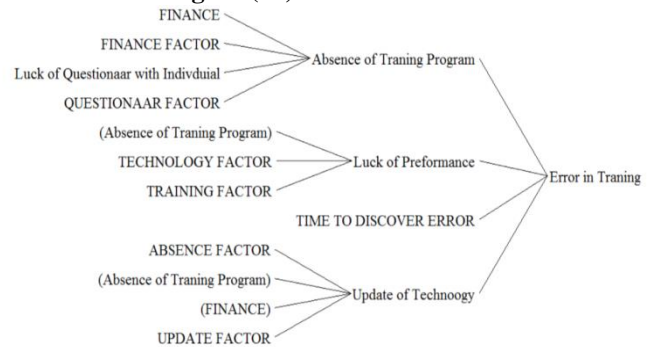 FINANCE
FINANCE FACTOR
Luck of Questionaar with Indivduial
QUESTIONAAR FACTOR
Absence of Traning Program
(Absence of Traning Program)
TECHNOLOGY FACTOR
TRAINING FACTOR
Luck of Preformance
TIME TO DISCOVER ERROR
ABSENCE FACTOR
(Absence of Traning Program)
(FINANCE)
UPDATE FACTOR
Update of Technoogy
Error in Traning